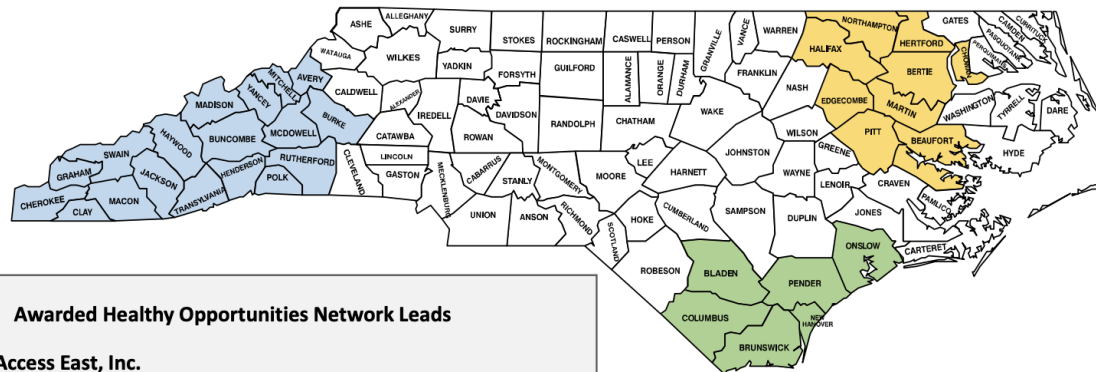 ALLEGHANY
ASHE
SURRY
STOKES
ROCKINGHAM
CASWELL
PERSON
GRANVILLE
VANCE
WARREN
NORTHAMPTON
GATES
CURRITUCK
CAMDEN
PASQUOTANK
PERQUIMANS
CHOWAN
HERTFORD
HALIFAX
WATAUGA
WILKES
YADKIN
FORSYTH
GUILFORD
ALAMANCE
ORANGE
DURHAM
FRANKLIN
NASH
BERTIE
AVERY
MITCHELL
YANCEY
MADISON
CALDWELL
ALEXANDER
IREDELL
DAVIE
DAVIDSON
RANDOLPH
CHATHAM
WAKE
EDGECOMBE
MARTIN
WASHINGTON
TYRRELL
DARE
BURKE
MCDOWELL
BUNCOMBE
HAYWOOD
SWAIN
GRAHAM
CHEROKEE
CLAY
MACON
JACKSON
TRANSYLVANIA
HENDERSON
POLK
RUTHERFORD
CLEVELAND
CATAWBA
LINCOLN
GASTON
ROWAN
MECKLENBURG
CABARRUS
STANLY
MONTGOMERY
MOORE
LEE
HARNETT
JOHNSTON
WILSON
GREENE
PITT
BEAUFORT
HYDE
WAYNE
LENOIR
CRAVEN
PAMLICO
JONES
CARTERET
UNION
ANSON
RICHMOND
SCOTLAND
HOKE
CUMBERLAND
SAMPSON
DUPLIN
ONSLOW
ROBESON
BLADEN
PENDER
COLUMBUS
NEW
HANOVER
BRUNSWICK
Awarded Healthy Opportunities Network Leads
Access East, Inc.